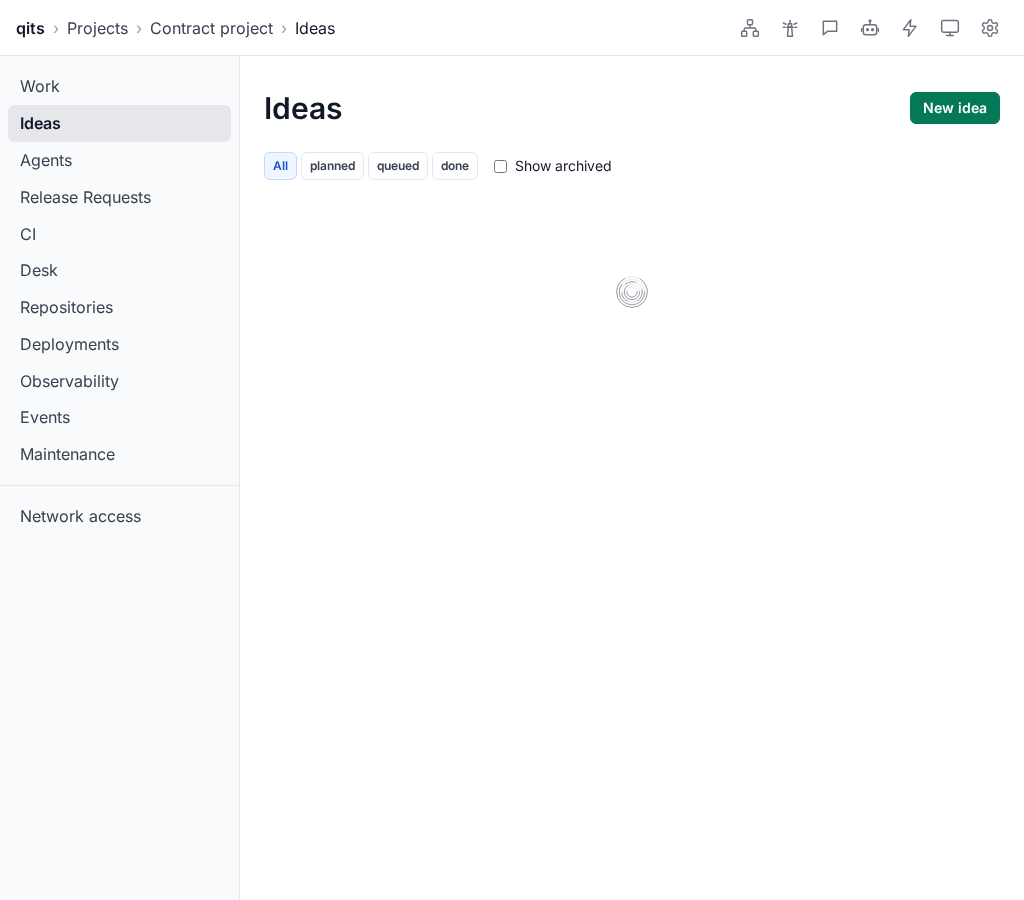 qits › Projects › Contract project › Ideas
Work
Ideas
Agents
Release Requests
CI
Desk
Repositories
Deployments
Observability
Events
Maintenance
Network access
Ideas
New idea
All planned queued done Show archived